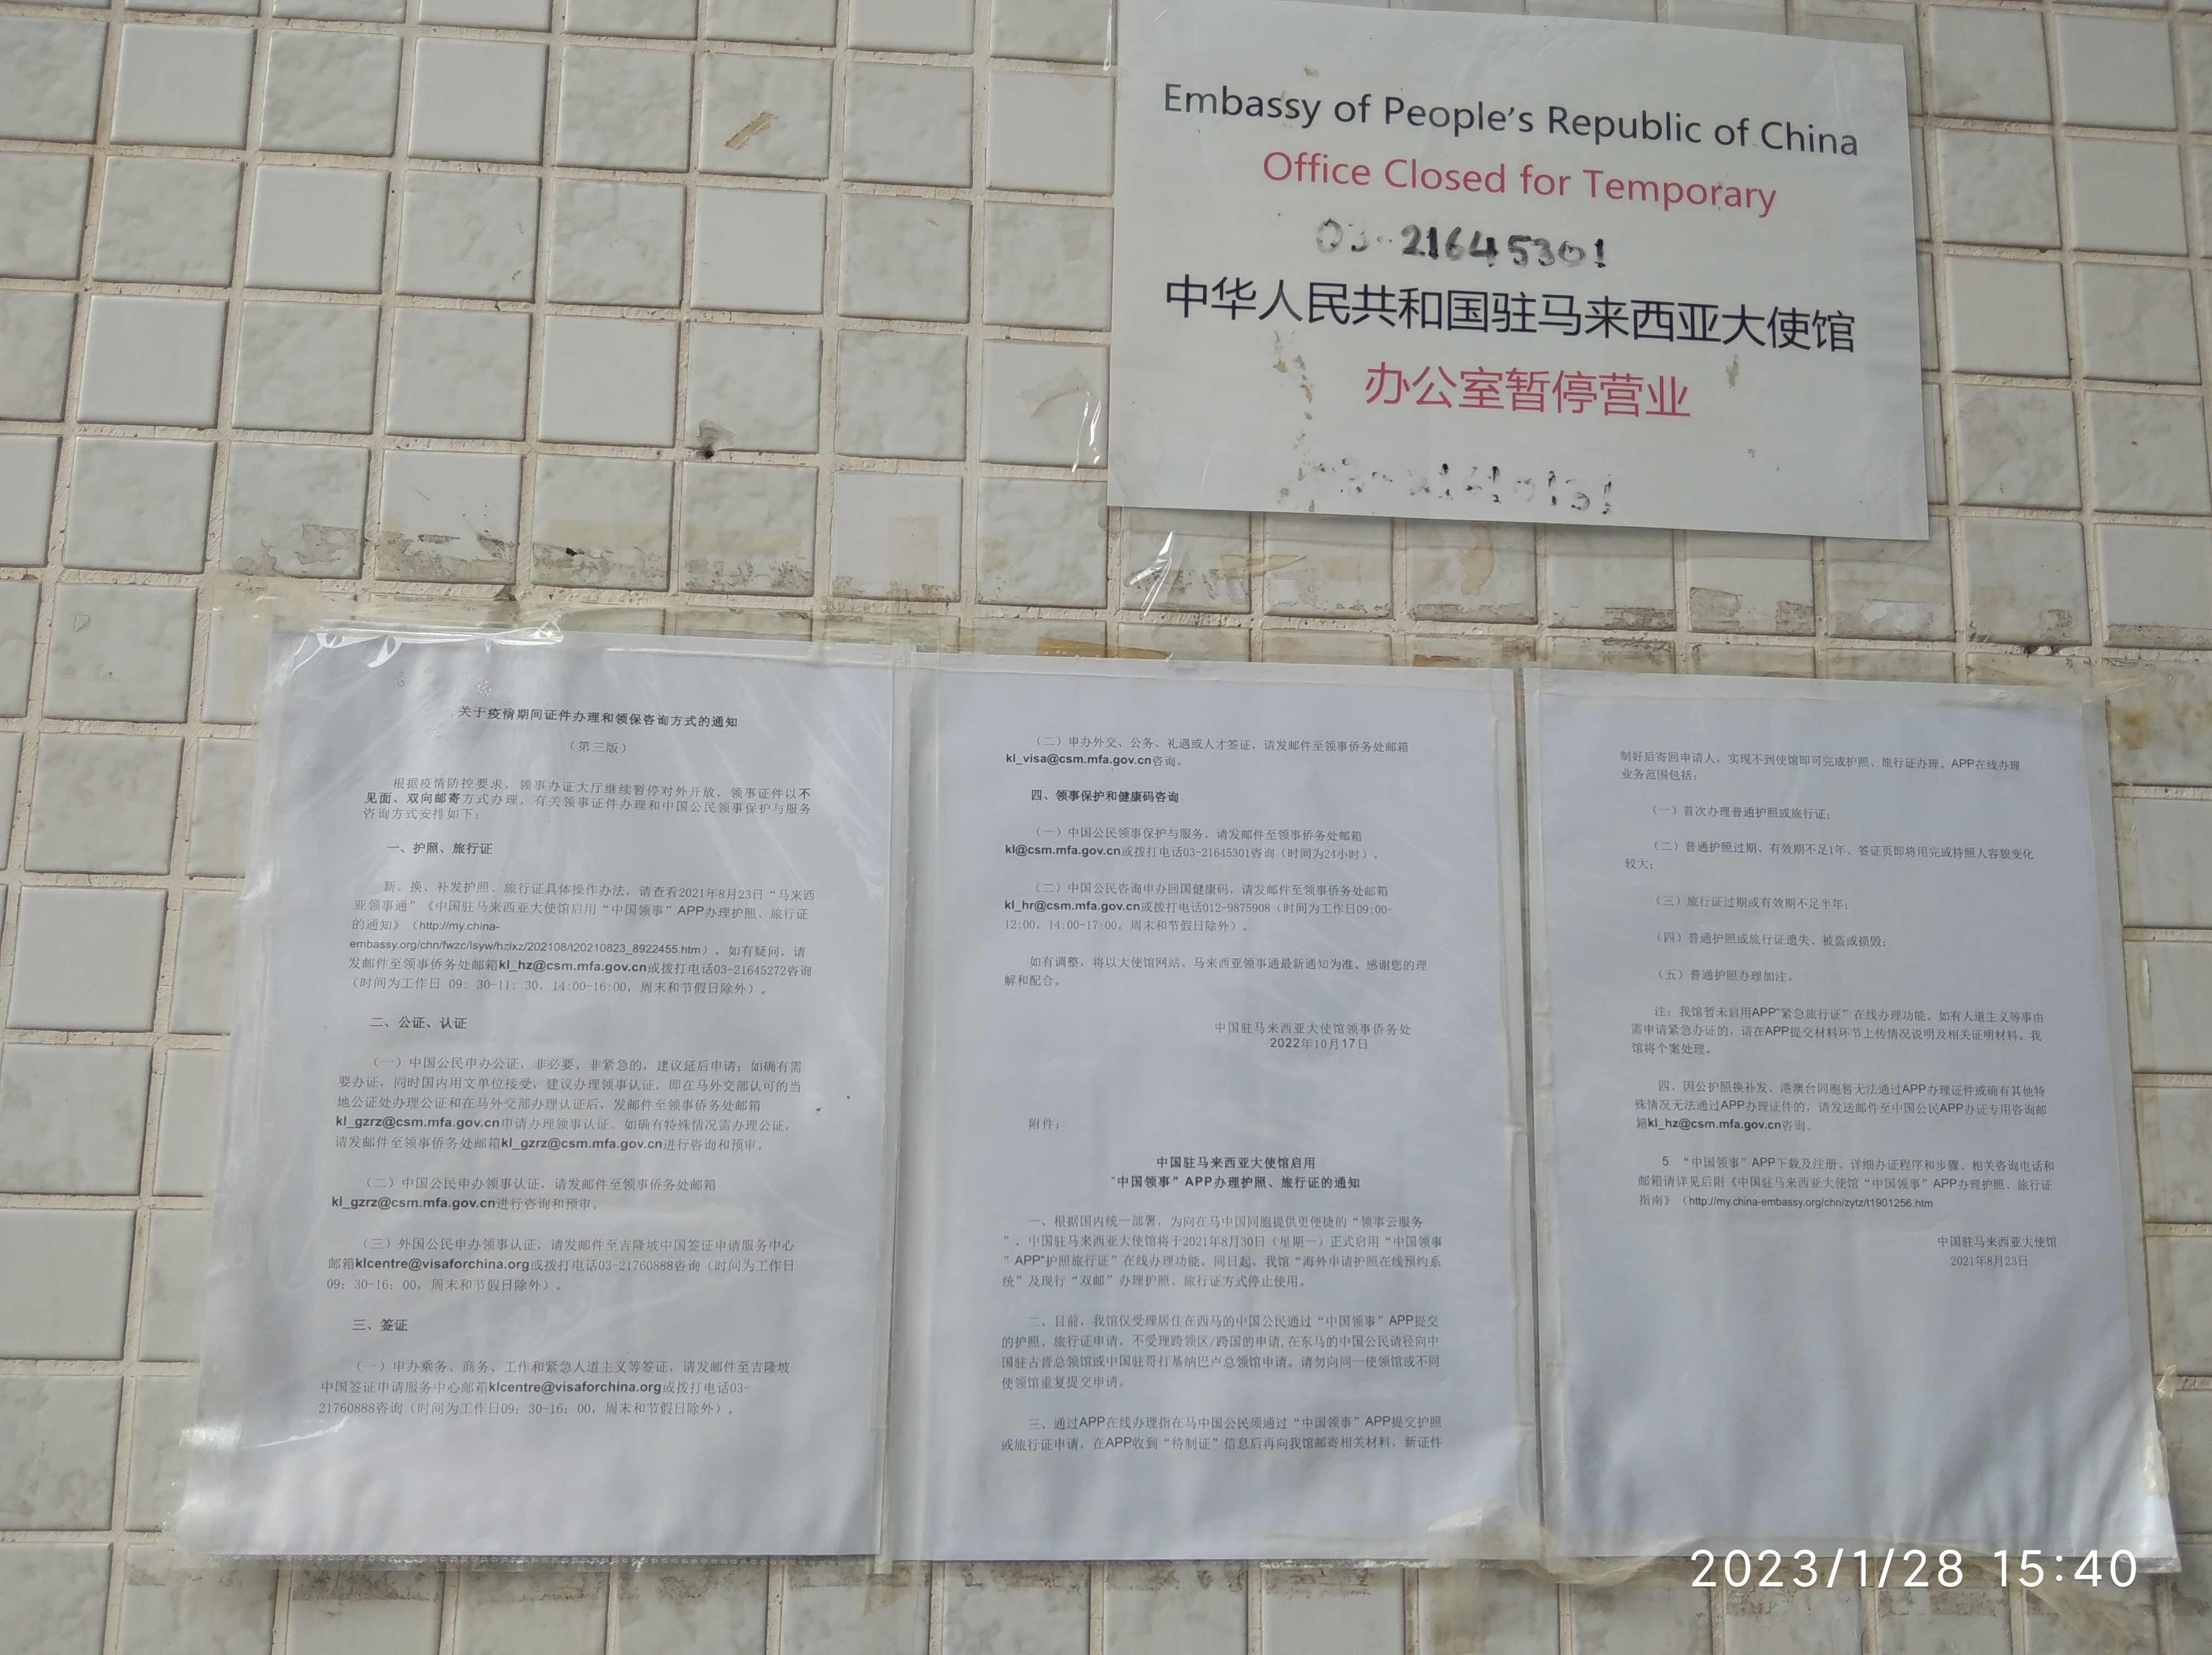 Embassy of People's Republic of China
Office Closed for Temporary
03-21645301
中华人民共和国驻马来西亚大使馆
办公室暂停营业
关于疫情期间证件办理和领保咨询方式的通知
（第三版）
根据疫情防控要求，领事办证大厅继续暂停对外开放，领事证件以不
见面、双向邮寄方式办理，有关领事证件办理和中国公民领事保护与服务
咨询方式安排如下：
一、护照、旅行证
新、换、补发护照、旅行证具体操作办法，请查看2021年8月23日“马来西
亚领事通”《中国驻马来西亚大使馆启用“中国领事”APP办理护照、旅行证
的通知》（http://my.china-
embassy.org/chn/fwzc/lsyw/hzlxz/202108/t20210823_8922455.htm）。如有疑问，请
发邮件至领事侨务处邮箱kl_hz@csm.mfa.gov.cn或拨打电话03-21645272咨询
（时间为工作日 09：30-11：30，14:00-16:00，周末和节假日除外）。
二、公证、认证
（一）中国公民申办公证，非必要、非紧急的，建议延后申请；如确有需
要办证，同时国内用文单位接受，建议办理领事认证，即在马外交部认可的当
地公证处办理公证和在马外交部办理认证后，发邮件至领事侨务处邮箱
kl_gzrz@csm.mfa.gov.cn申请办理领事认证。如确有特殊情况需办理公证，
请发邮件至领事侨务处邮箱kl_gzrz@csm.mfa.gov.cn进行咨询和预审。
（二）中国公民申办领事认证，请发邮件至领事侨务处邮箱
kl_gzrz@csm.mfa.gov.cn进行咨询和预审。
（三）外国公民申办领事认证，请发邮件至吉隆坡中国签证申请服务中心
邮箱klcentre@visaforchina.org或拨打电话03-21760888咨询（时间为工作日
09：30-16：00，周末和节假日除外）。
三、签证
（一）申办乘务、商务、工作和紧急人道主义等签证，请发邮件至吉隆坡
中国签证申请服务中心邮箱klcentre@visaforchina.org或拨打电话03-
21760888咨询（时间为工作日09：30-16：00，周末和节假日除外）。
（二）申办外交、公务、礼遇或人才签证，请发邮件至领事侨务处邮箱
kl_visa@csm.mfa.gov.cn咨询。
四、领事保护和健康码咨询
（一）中国公民领事保护与服务，请发邮件至领事侨务处邮箱
kl@csm.mfa.gov.cn或拨打电话03-21645301咨询（时间为24小时）。
（二）中国公民咨询申办回国健康码，请发邮件至领事侨务处邮箱
kl_hr@csm.mfa.gov.cn或拨打电话012-9875908（时间为工作日09:00-
12:00，14:00-17:00，周末和节假日除外）。
如有调整，将以大使馆网站、马来西亚领事通最新通知为准。感谢您的理
解和配合。
中国驻马来西亚大使馆领事侨务处
2022年10月17日
附件：
中国驻马来西亚大使馆启用
“中国领事”APP办理护照、旅行证的通知
一、根据国内统一部署，为向在马中国同胞提供更便捷的“领事云服务
”，中国驻马来西亚大使馆将于2021年8月30日（星期一）正式启用“中国领事
”APP“护照旅行证”在线办理功能。同日起，我馆“海外申请护照在线预约系
统”及现行“双邮”办理护照、旅行证方式停止使用。
二、目前，我馆仅受理居住在西马的中国公民通过“中国领事”APP提交
的护照、旅行证申请，不受理跨领区/跨国的申请,在东马的中国公民请径向中
国驻古晋总领馆或中国驻哥打基纳巴卢总领馆申请。请勿向同一使领馆或不同
使领馆重复提交申请。
三、通过APP在线办理指在马中国公民须通过“中国领事”APP提交护照
或旅行证申请，在APP收到“待制证”信息后再向我馆邮寄相关材料，新证件
制好后寄回申请人，实现不到使馆即可完成护照、旅行证办理。APP在线办理
业务范围包括：
（一）首次办理普通护照或旅行证；
（二）普通护照过期、有效期不足1年、签证页即将用完或持照人容貌变化
较大；
（三）旅行证过期或有效期不足半年；
（四）普通护照或旅行证遗失、被盗或损毁；
（五）普通护照办理加注。
注：我馆暂未启用APP“紧急旅行证”在线办理功能。如有人道主义等事由
需申请紧急办证的，请在APP提交材料环节上传情况说明及相关证明材料。我
馆将个案处理。
四、因公护照换补发、港澳台同胞暂无法通过APP办理证件或确有其他特
殊情况无法通过APP办理证件的，请发送邮件至中国公民APP办证专用咨询邮
箱kl_hz@csm.mfa.gov.cn咨询。
5 “中国领事”APP下载及注册、详细办证程序和步骤、相关咨询电话和
邮箱请详见后附《中国驻马来西亚大使馆“中国领事”APP办理护照、旅行证
指南》（http://my.china-embassy.org/chn/zytz/t1901256.htm
中国驻马来西亚大使馆
2021年8月23日
2023/1/28 15:40